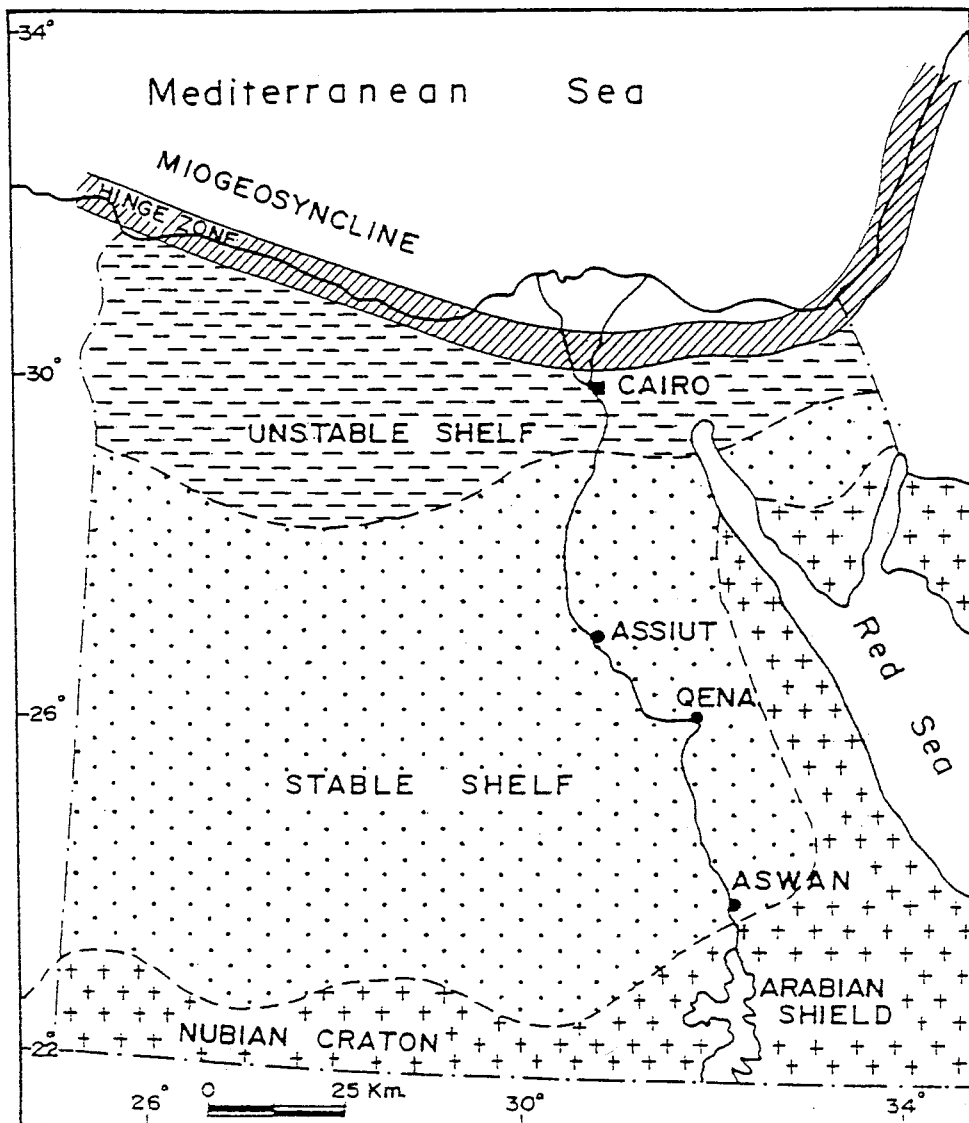 34°
Mediterranean Sea
MIOGEOSYNCLINE
HINGE ZONE
30°
CAIRO
UNSTABLE SHELF
ASSIUT
Red Sea
QENA
26°
STABLE SHELF
ASWAN
ARABIAN
SHIELD
NUBIAN CRATON
22°
0 25 Km.
26° 30° 34°